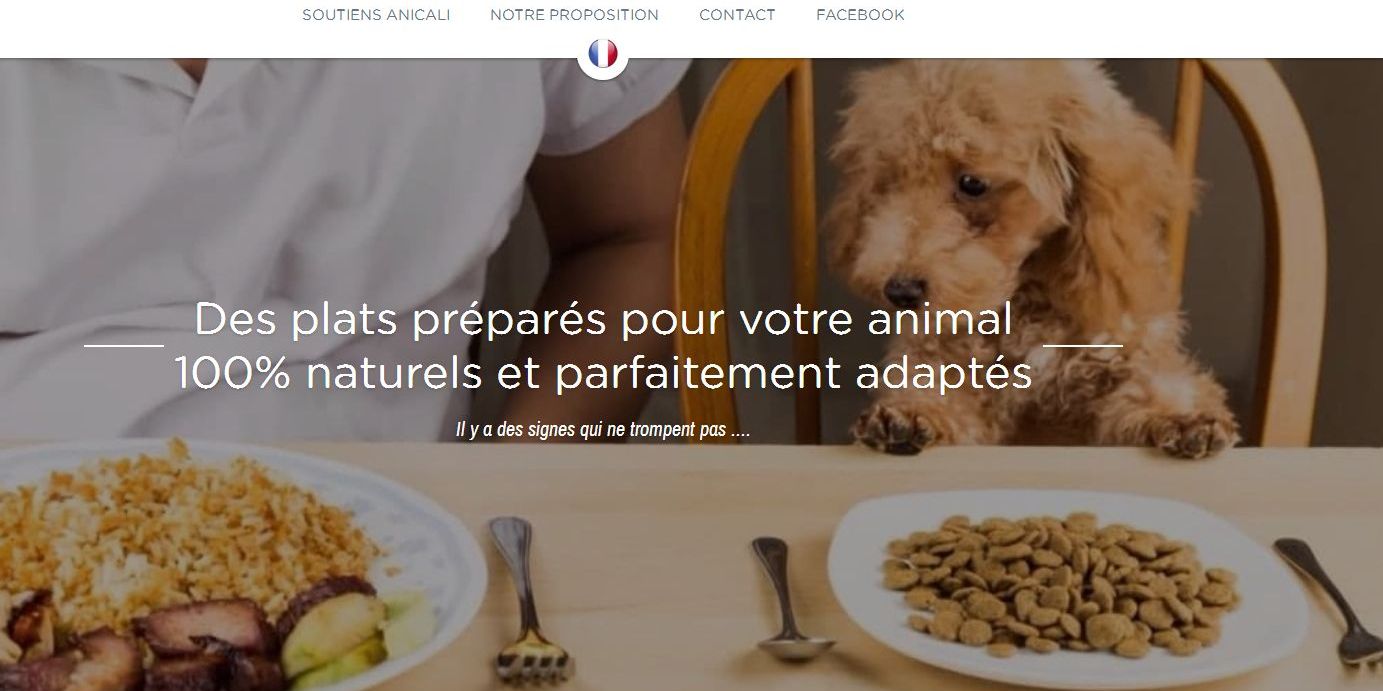 SOUTIENS ANICALI NOTRE PROPOSITION CONTACT FACEBOOK
Des plats préparés pour votre animal
100% naturels et parfaitement adaptés
Il y a des signes qui ne trompent pas ....